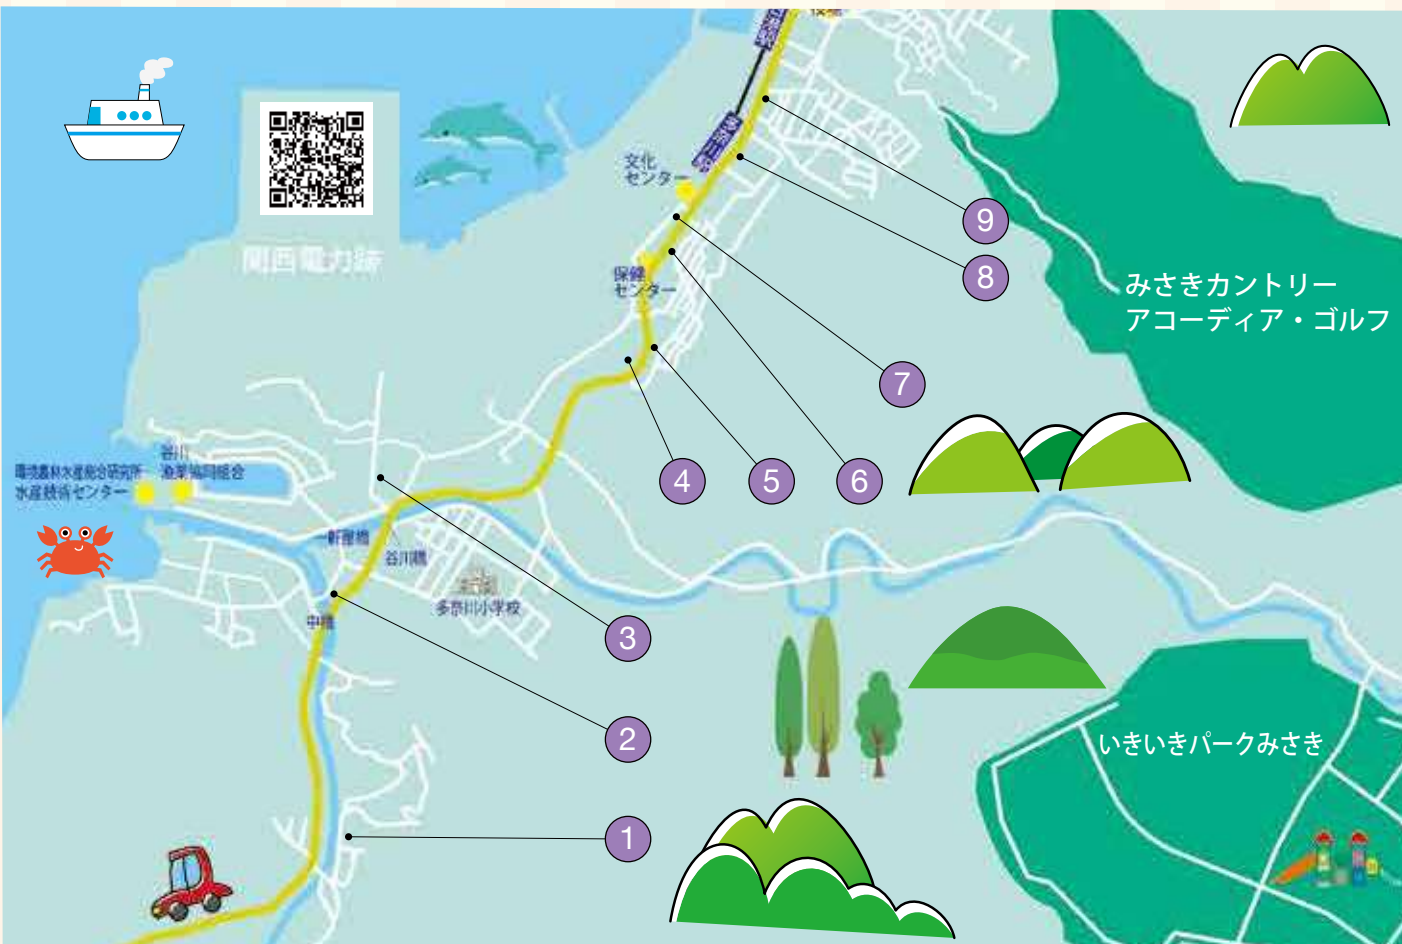 文化
センター
9
8
関西電力跡
保健
センター
みさきカントリー
アコーディア・ゴルフ
7
4
5
6
谷川
漁業協同組合
環境農林水産総合研究所
水産技術センター
一軒屋橋
谷川橋
多奈川小学校
中橋
3
2
いきいきパークみさき
1